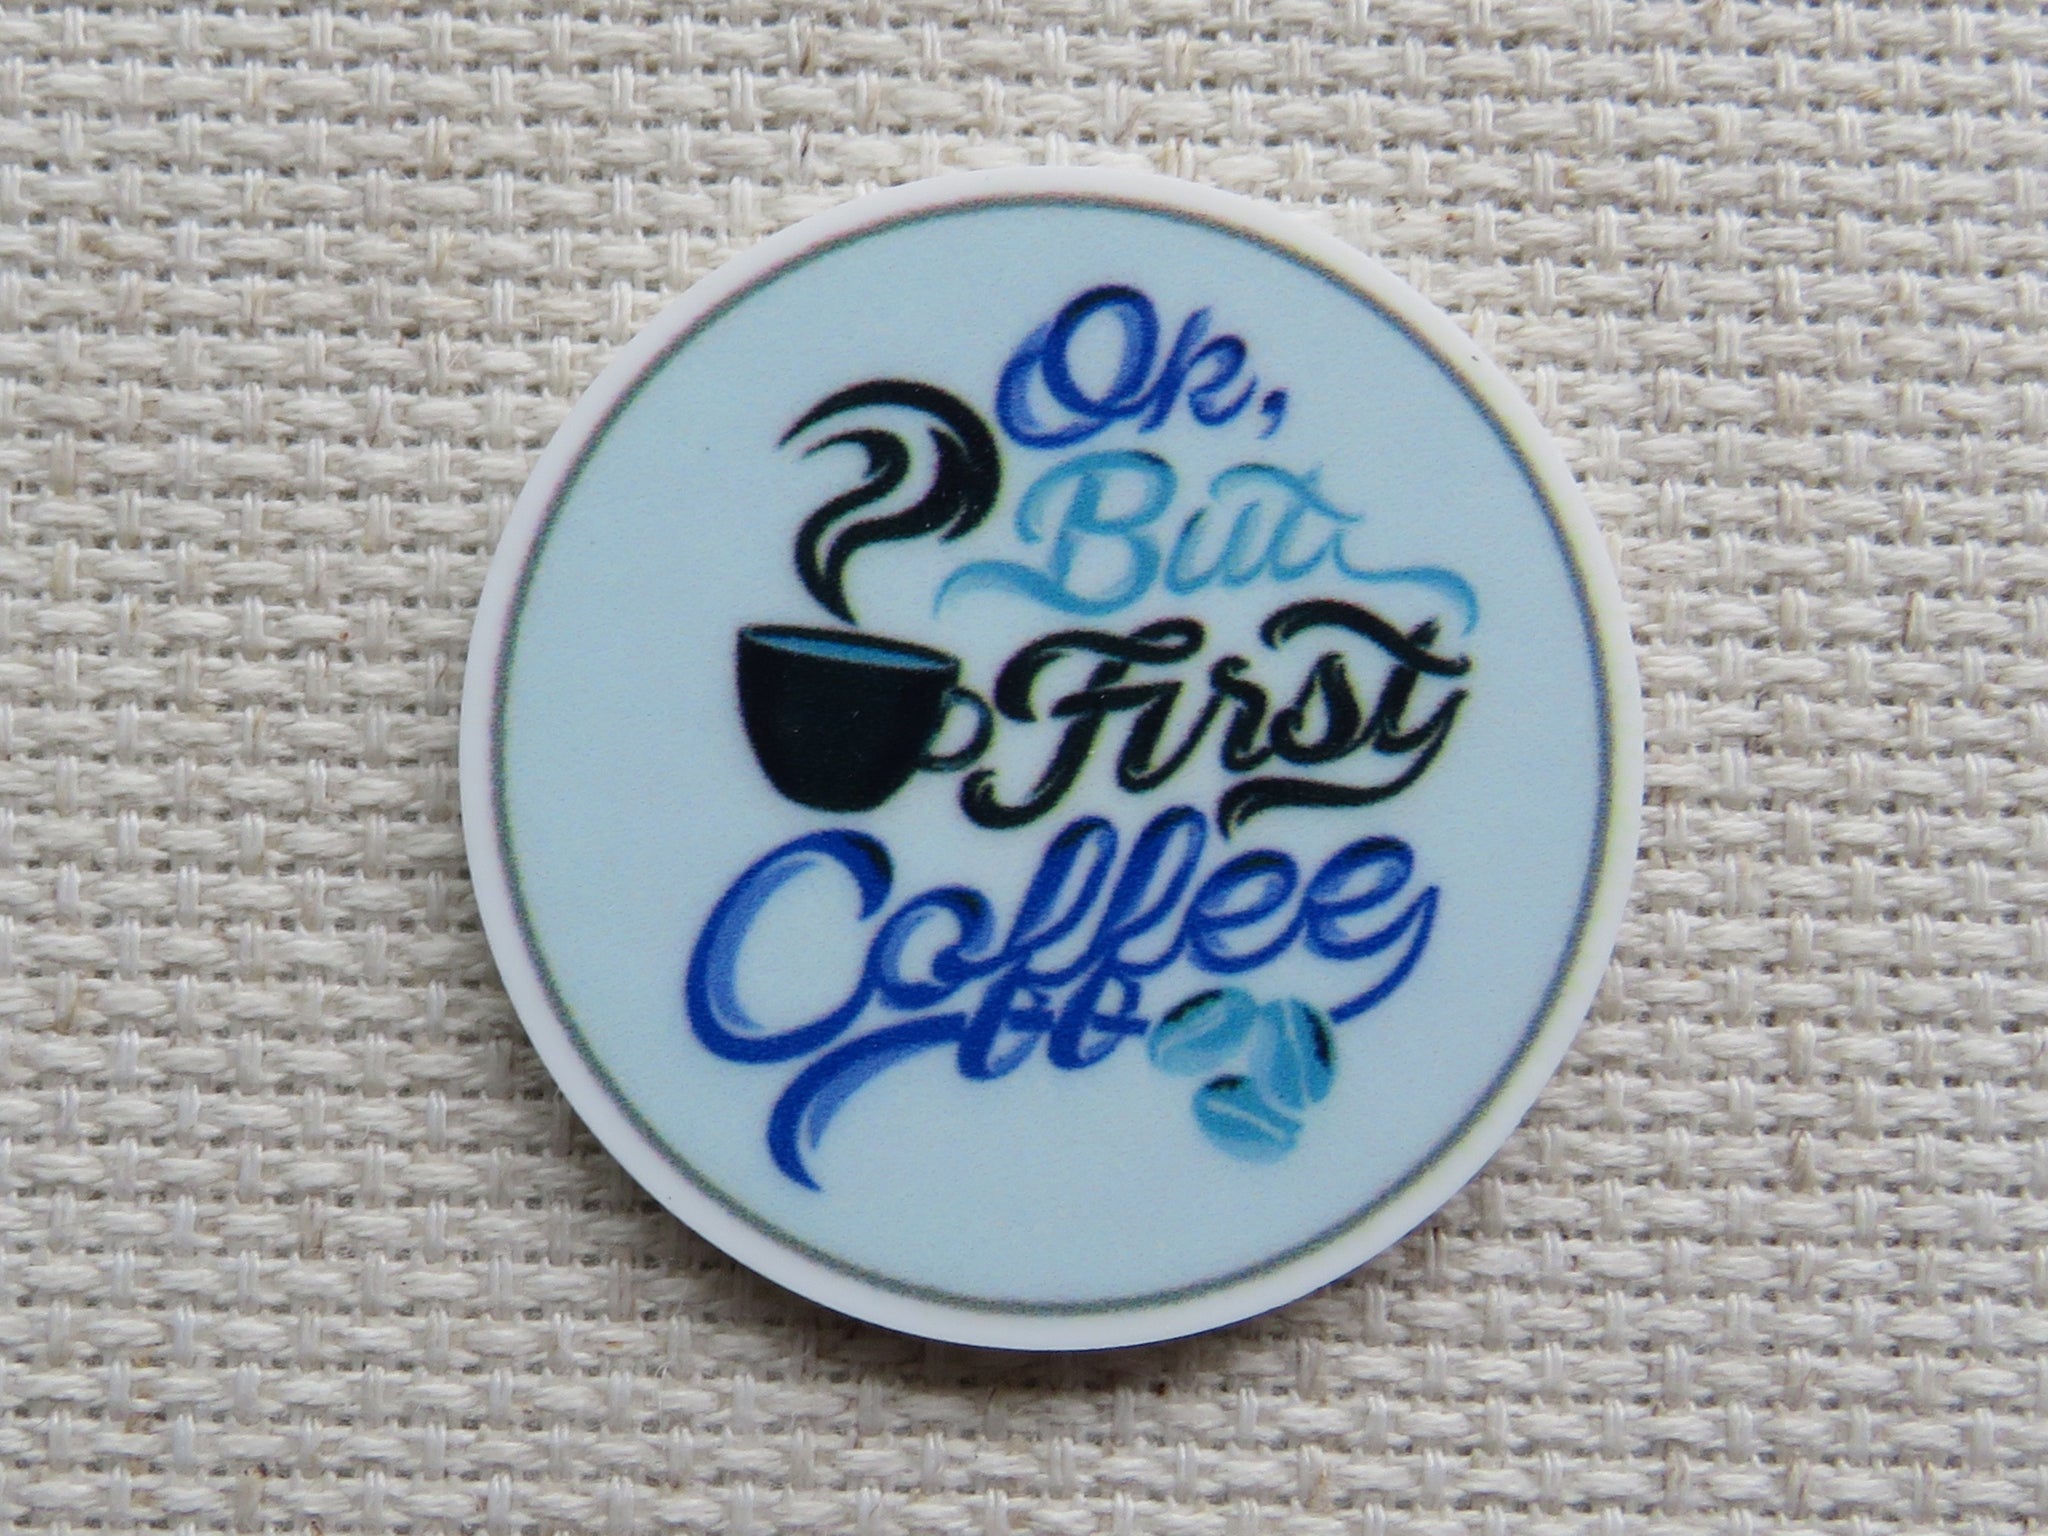 Ok,
But
First
Coffee